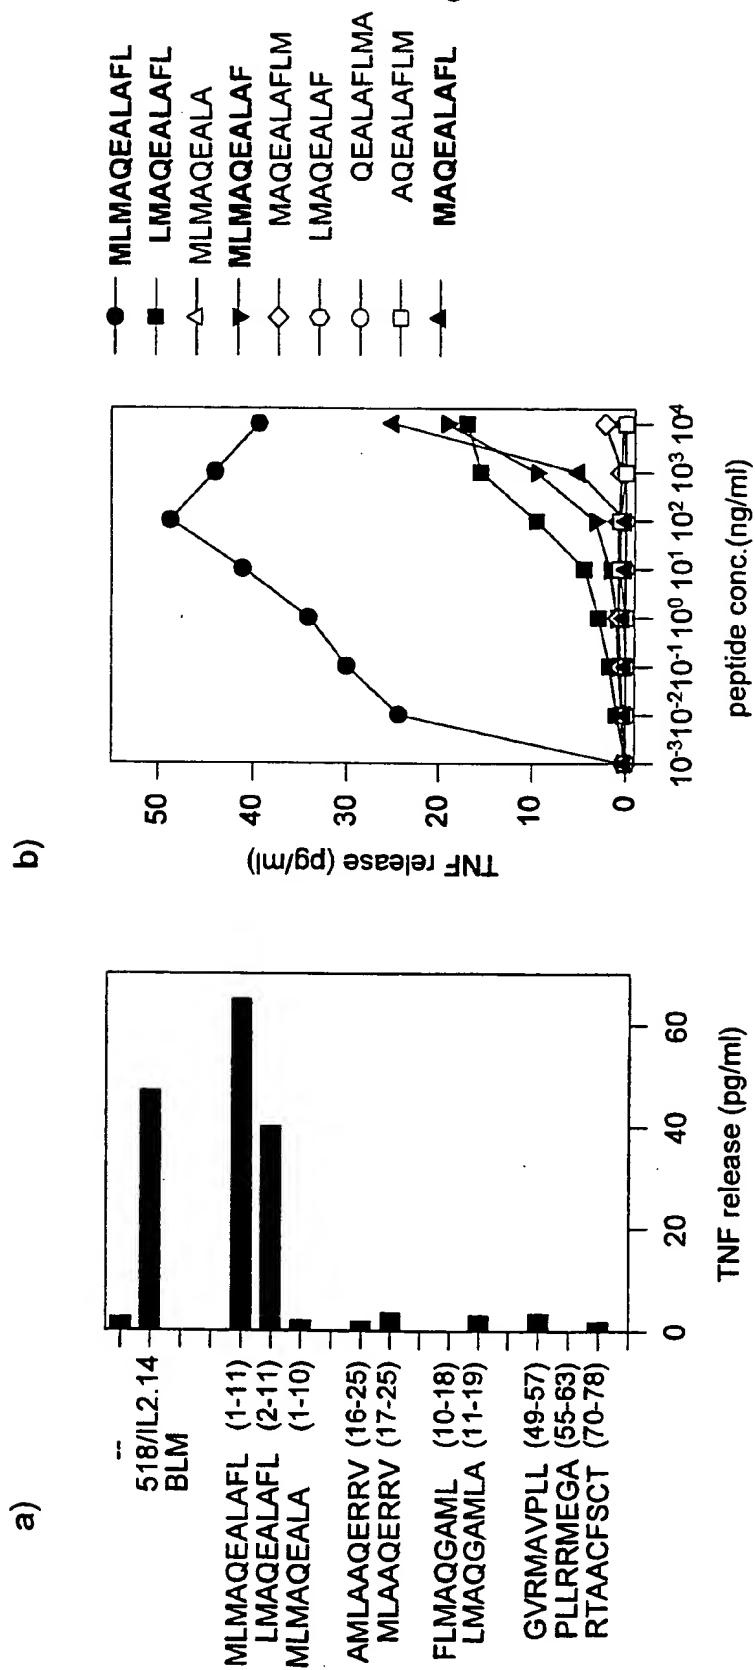 a)
--
518/IL2.14
BLM
MLMAQEALAFL (1-11)
LMAQEALAFL (2-11)
MLMAQEALA (1-10)
AMLAAQERRV (16-25)
MLAAQERRV (17-25)
FLMAQGAML (10-18)
LMAQGAMLA (11-19)
GVRMAVPLL (49-57)
PLLRRMEGA (55-63)
RTAACFSCT (70-78)
0 20 40 60
TNF release (pg/ml)
b)
TNF release (pg/ml)
50
40
30
20
10
0
10-3 10-2 10-1 100 101 102 103 104
peptide conc.(ng/ml)
MLMAQEALAFL
LMAQEALAFL
MLMAQEALA
MLMAQEALAF
MAQEALAFLM
LMAQEALAF
QEALAFLMA
AQEALAFLM
MAQEALAFL